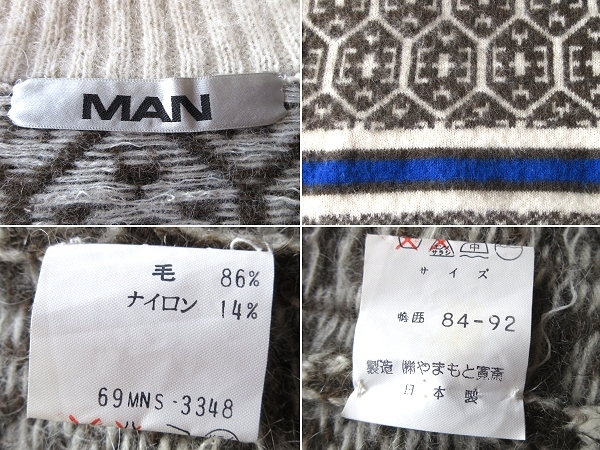 MAN
毛 86%
ナイロン 14%
69MNS-3348
サイズ
胸囲 84-92
製造 ㈱やまもと寛斎
日本製